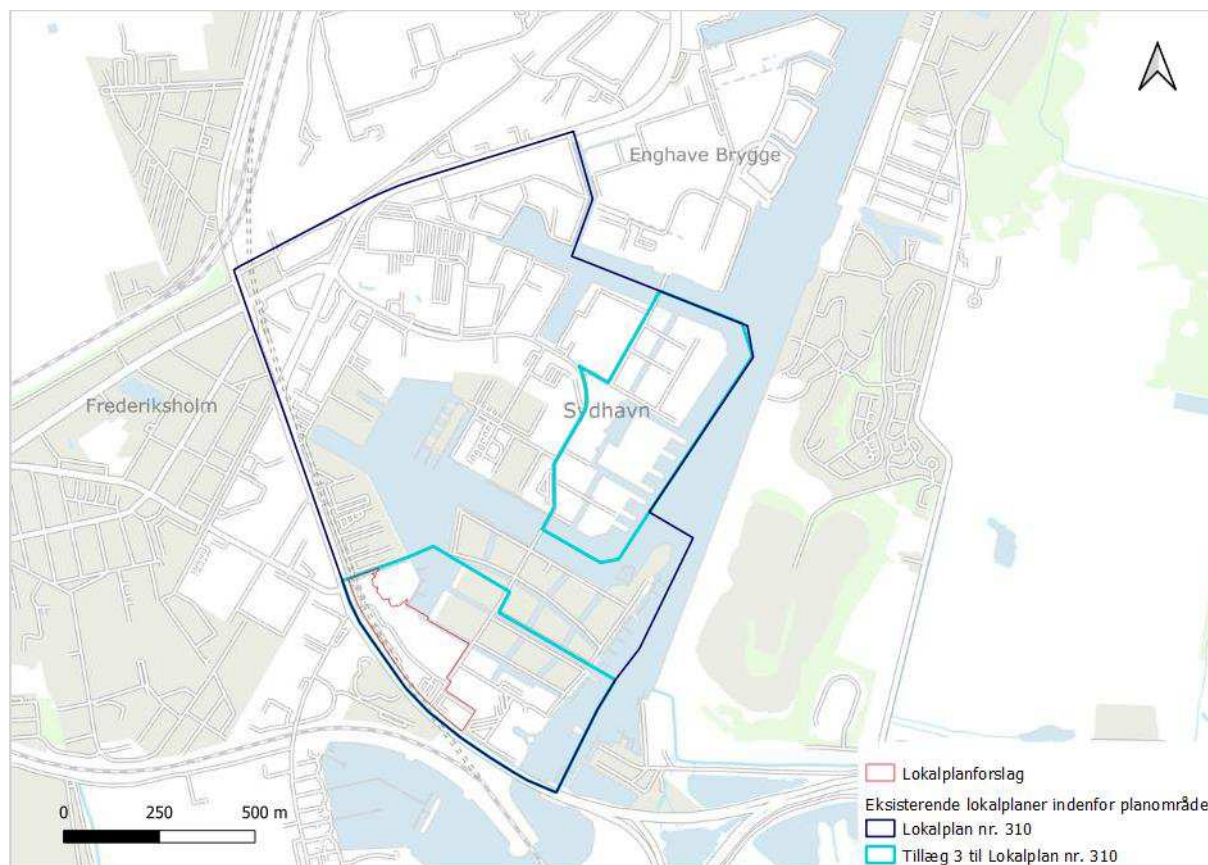 Enghave Brygge
Frederiksholm
Sydhavn
0 250 500 m
Lokalplanforslag
Eksisterende lokalplaner indenfor planområde
Lokalplan nr. 310
Tillæg 3 til Lokalplan nr. 310